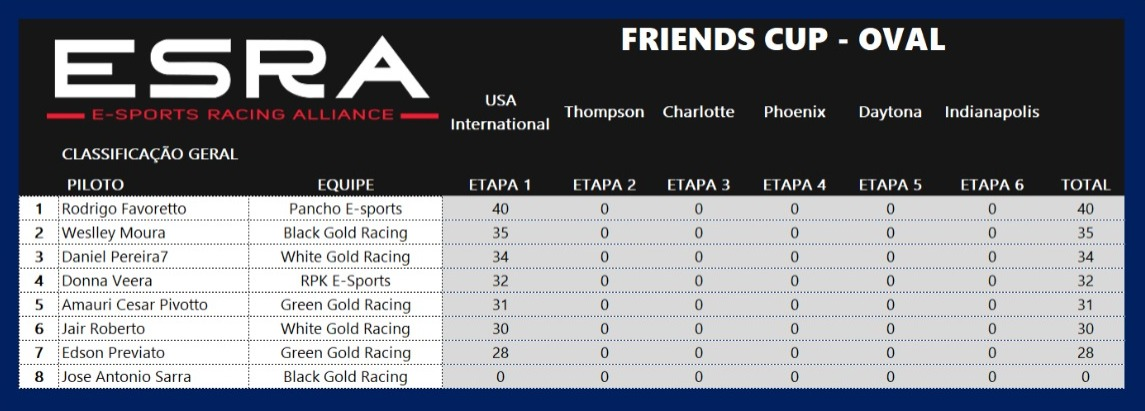 ESRA
E-SPORTS RACING ALLIANCE
FRIENDS CUP - OVAL
USA International Thompson Charlotte Phoenix Daytona Indianapolis
CLASSIFICAÇÃO GERAL
PILOTO EQUIPE ETAPA 1 ETAPA 2 ETAPA 3 ETAPA 4 ETAPA 5 ETAPA 6 TOTAL
1 Rodrigo Favoretto Pancho E-sports 40 0 0 0 0 0 40
2 Weslley Moura Black Gold Racing 35 0 0 0 0 0 35
3 Daniel Pereira7 White Gold Racing 34 0 0 0 0 0 34
4 Donna Veera RPK E-Sports 32 0 0 0 0 0 32
5 Amauri Cesar Pivotto Green Gold Racing 31 0 0 0 0 0 31
6 Jair Roberto White Gold Racing 30 0 0 0 0 0 30
7 Edson Previato Green Gold Racing 28 0 0 0 0 0 28
8 Jose Antonio Sarra Black Gold Racing 0 0 0 0 0 0 0